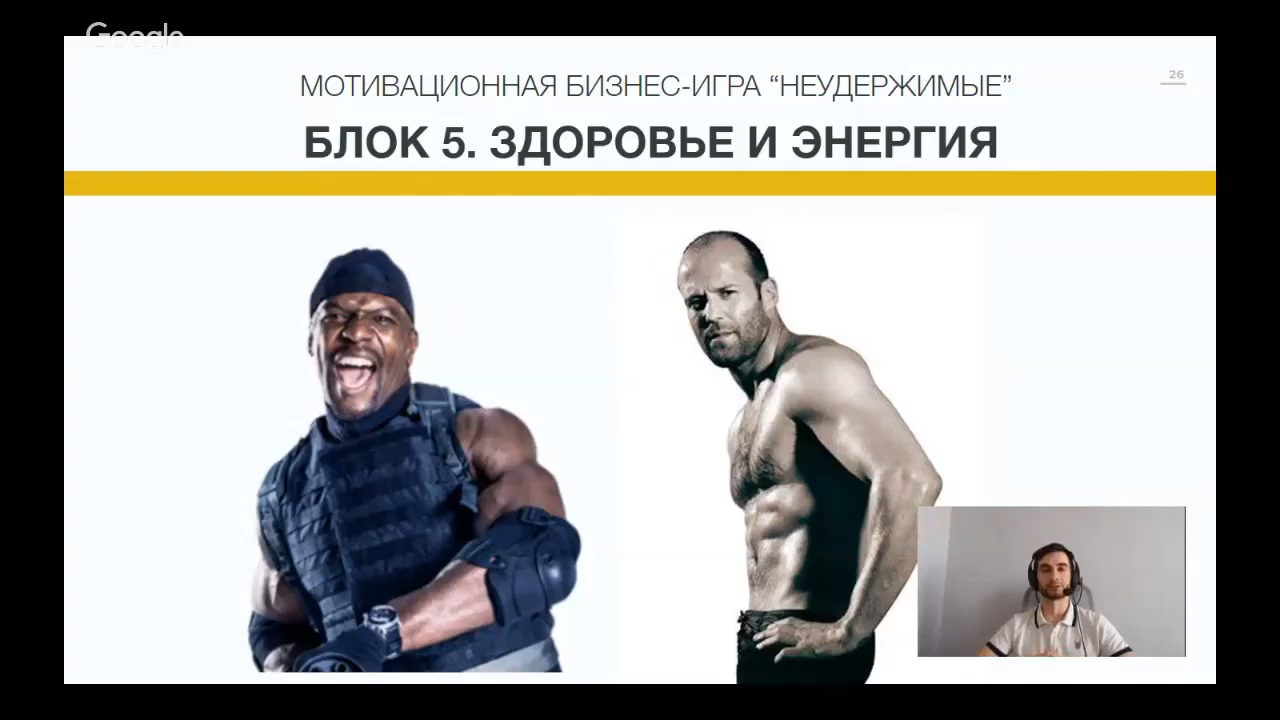 Google
26
МОТИВАЦИОННАЯ БИЗНЕС-ИГРА “НЕУДЕРЖИМЫЕ”
БЛОК 5. ЗДОРОВЬЕ И ЭНЕРГИЯ